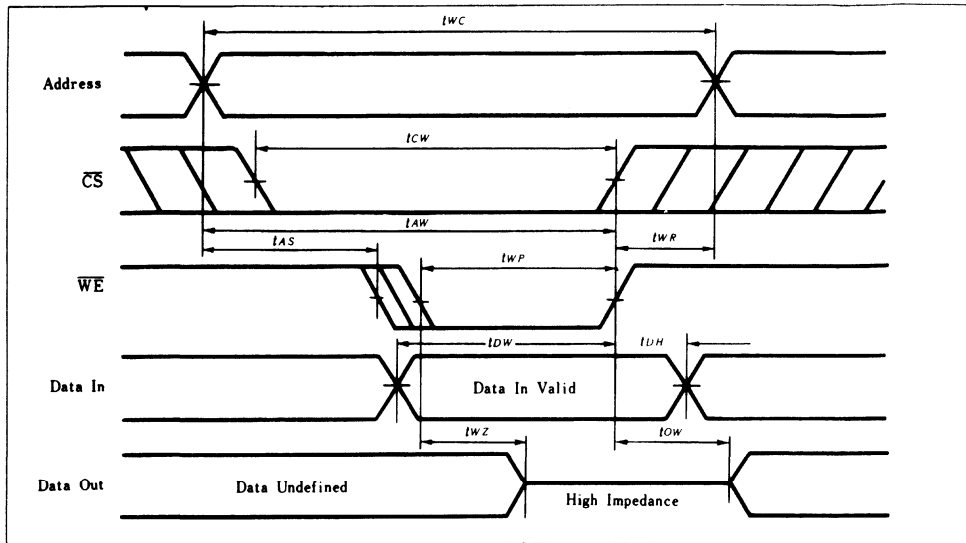 tWC
Address
tCW
CS
tAW
tAS
tWR
tWP
WE
tDW
tDH
Data In
Data In Valid
tWZ
tOW
Data Out
Data Undefined
High Impedance